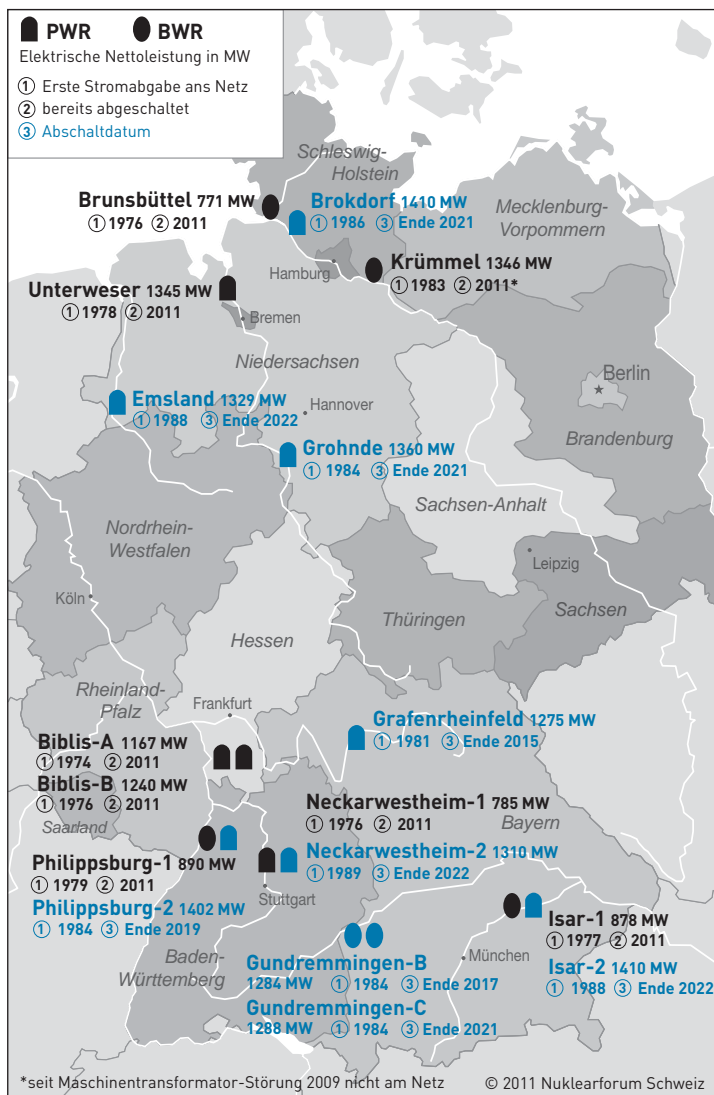 PWR BWR
Elektrische Nettoleistung in MW
① Erste Stromabgabe ans Netz
② bereits abgeschaltet
③ Abschaltdatum
Schleswig-
Holstein
Brunsbüttel 771 MW
① 1976 ② 2011
Brokdorf 1410 MW
① 1986 ③ Ende 2021
Mecklenburg-
Vorpommern
Hamburg
Krümmel 1346 MW
① 1983 ② 2011*
Unterweser 1345 MW
① 1978 ② 2011
Bremen
Niedersachsen
Berlin
Emsland 1329 MW
① 1988 ③ Ende 2022
Hannover
Brandenburg
Grohnde 1360 MW
① 1984 ③ Ende 2021
Sachsen-Anhalt
Nordrhein-
Westfalen
Leipzig
Köln
Thüringen
Sachsen
Hessen
Rheinland-
Pfalz
Frankfurt
Grafenrheinfeld 1275 MW
① 1981 ③ Ende 2015
Biblis-A 1167 MW
① 1974 ② 2011
Biblis-B 1240 MW
① 1976 ② 2011
Saarland
Neckarwestheim-1 785 MW
① 1976 ② 2011
Bayern
Neckarwestheim-2 1310 MW
① 1989 ③ Ende 2022
Philippsburg-1 890 MW
① 1979 ② 2011
Philippsburg-2 1402 MW
① 1984 ③ Ende 2019
Stuttgart
Baden-
Württemberg
Isar-1 878 MW
① 1977 ② 2011
Isar-2 1410 MW
① 1988 ③ Ende 2022
München
Gundremmingen-B
1284 MW ① 1984 ③ Ende 2017
Gundremmingen-C
1288 MW ① 1984 ③ Ende 2021
*seit Maschinentransformator-Störung 2009 nicht am Netz
© 2011 Nuklearforum Schweiz